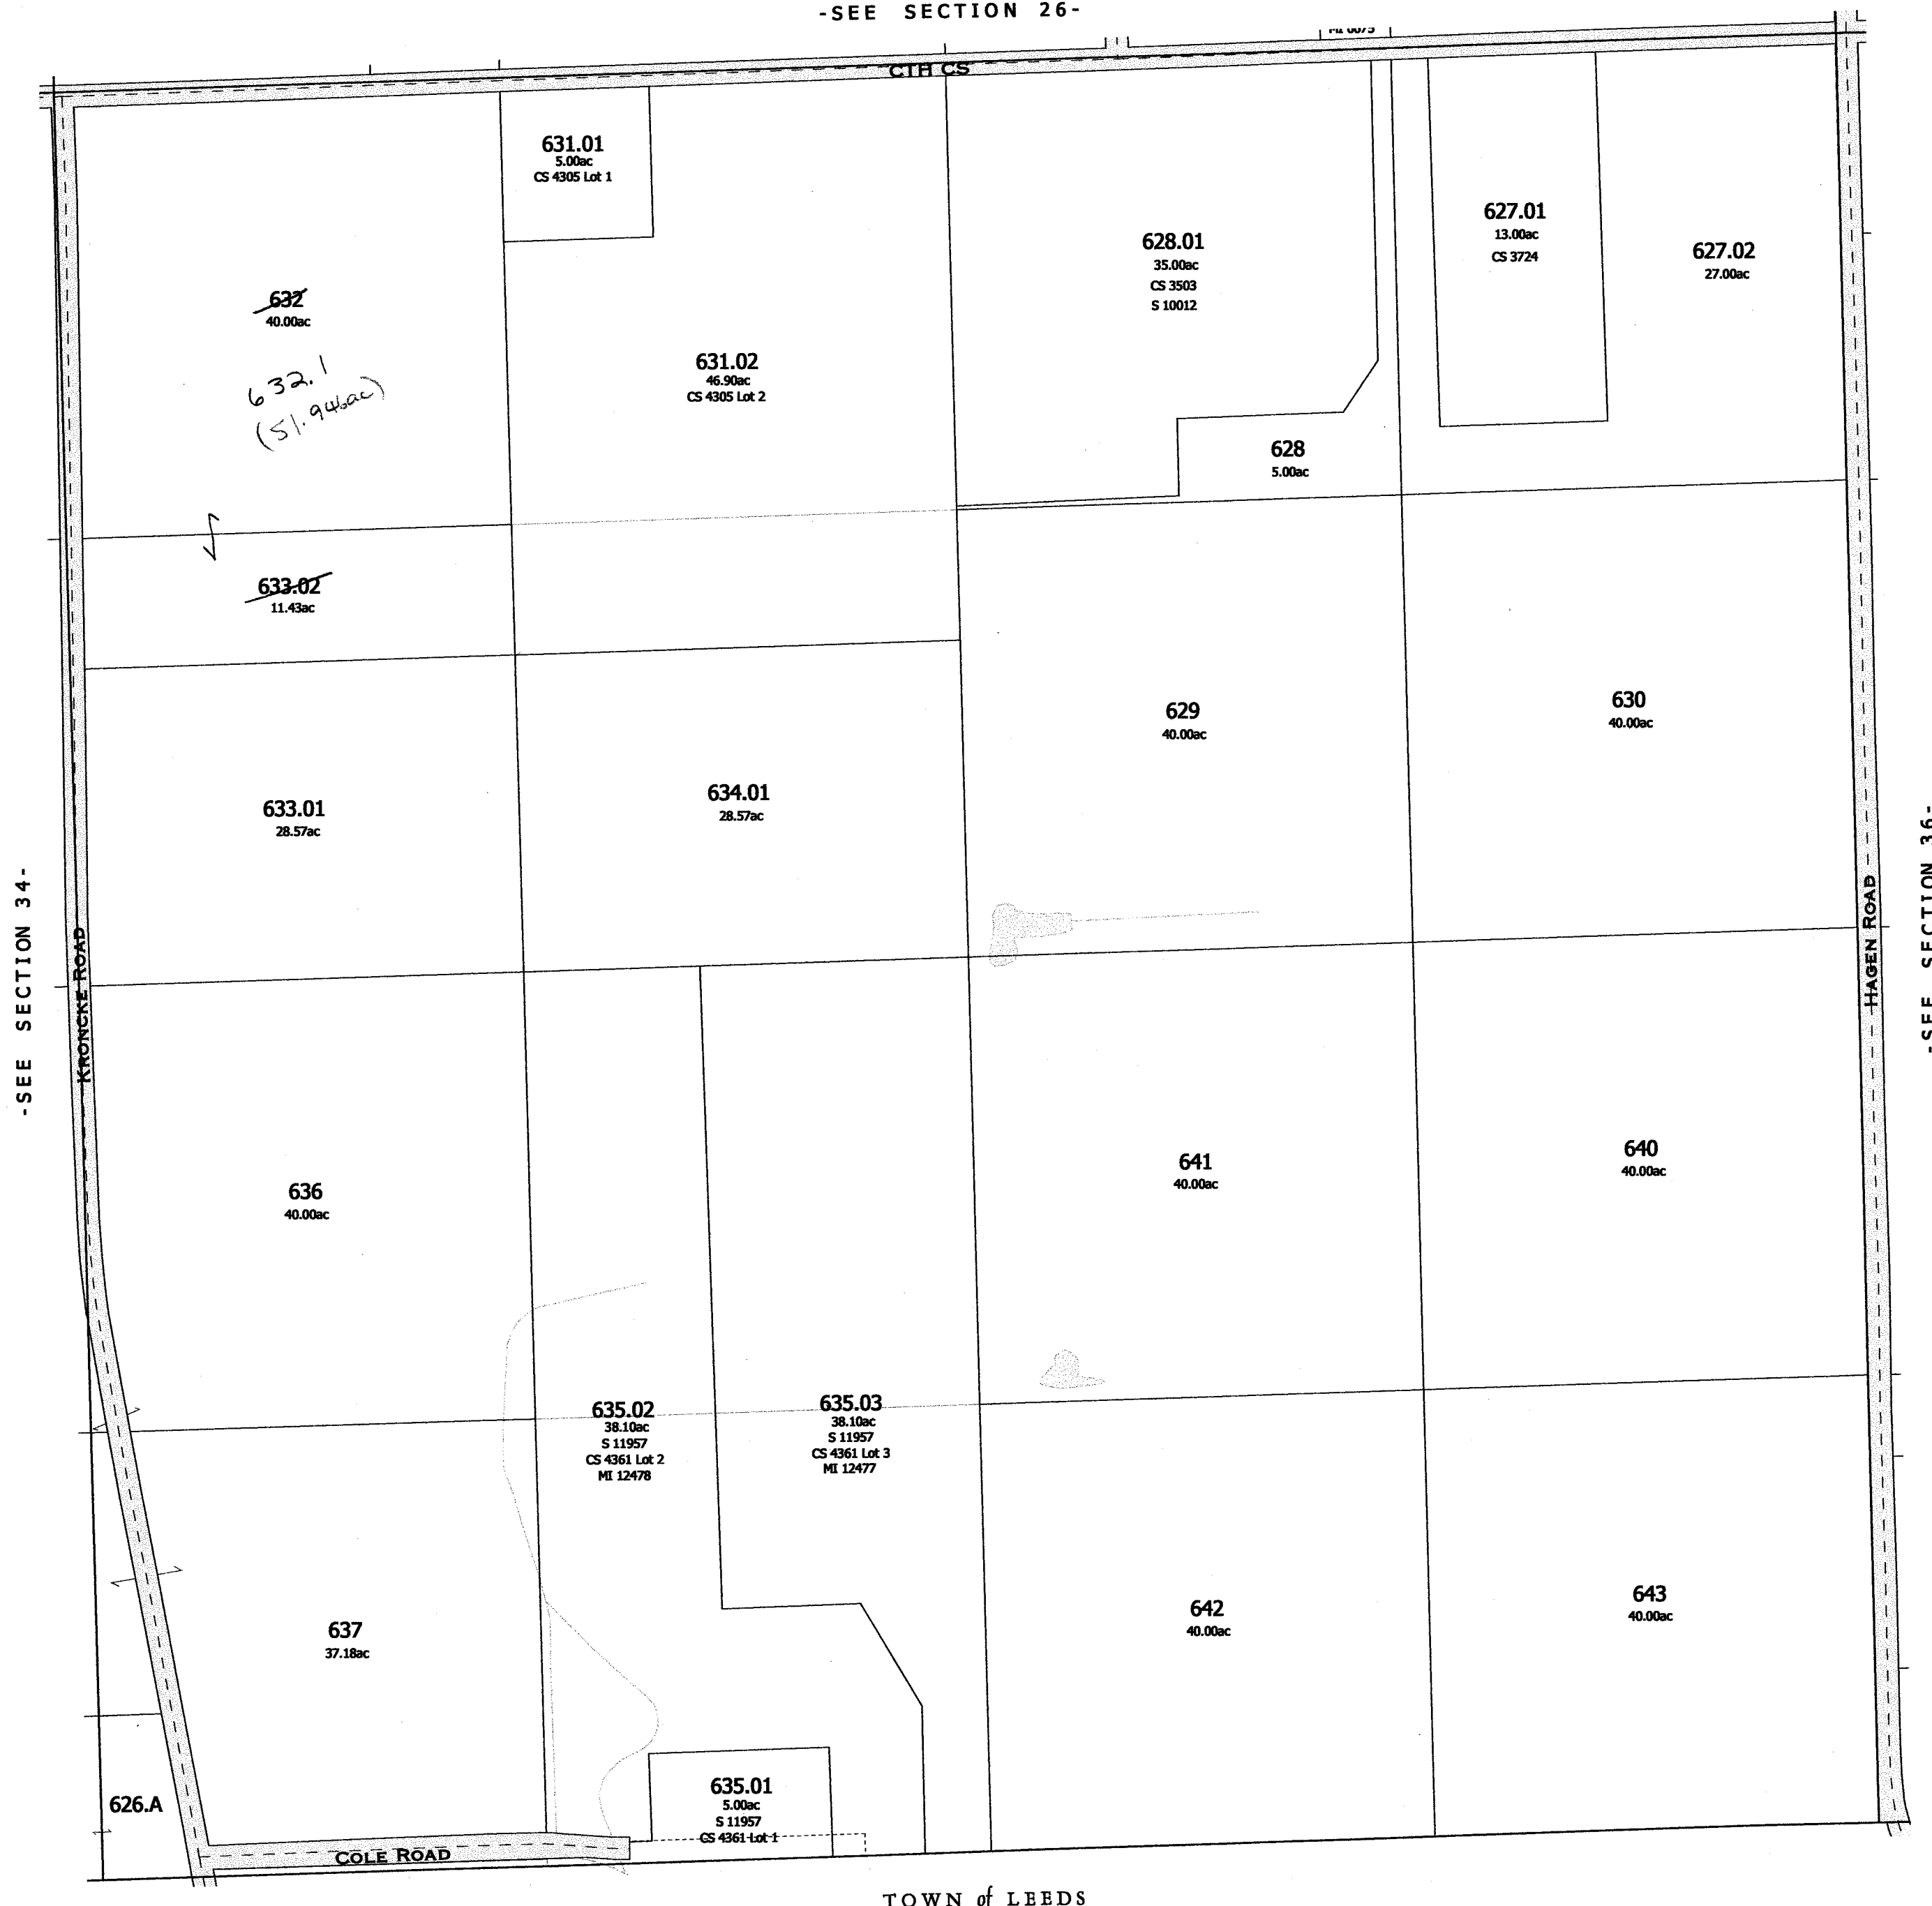 -SEE SECTION 26-
MI 6075
CTH CS
631.01
5.00ac
CS 4305 Lot 1
627.01
13.00ac
CS 3724
628.01
35.00ac
CS 3503
S 10012
627.02
27.00ac
632
40.00ac
632.1
(51.946ac)
631.02
46.90ac
CS 4305 Lot 2
628
5.00ac
633.02
11.43ac
629
40.00ac
630
40.00ac
633.01
28.57ac
634.01
28.57ac
-SEE SECTION 34-
KRONCKE ROAD
HAGEN ROAD
-SEE SECTION 36-
636
40.00ac
641
40.00ac
640
40.00ac
635.02
38.10ac
S 11957
CS 4361 Lot 2
MI 12478
635.03
38.10ac
S 11957
CS 4361 Lot 3
MI 12477
637
37.18ac
642
40.00ac
643
40.00ac
626.A
635.01
5.00ac
S 11957
CS 4361 Lot 1
COLE ROAD
TOWN of LEEDS